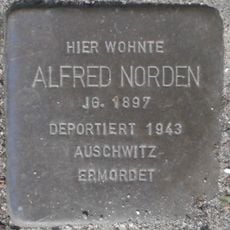 HIER WOHNTE
ALFRED NORDEN
JG. 1897
DEPORTIERT 1943
AUSCHWITZ
ERMORDET